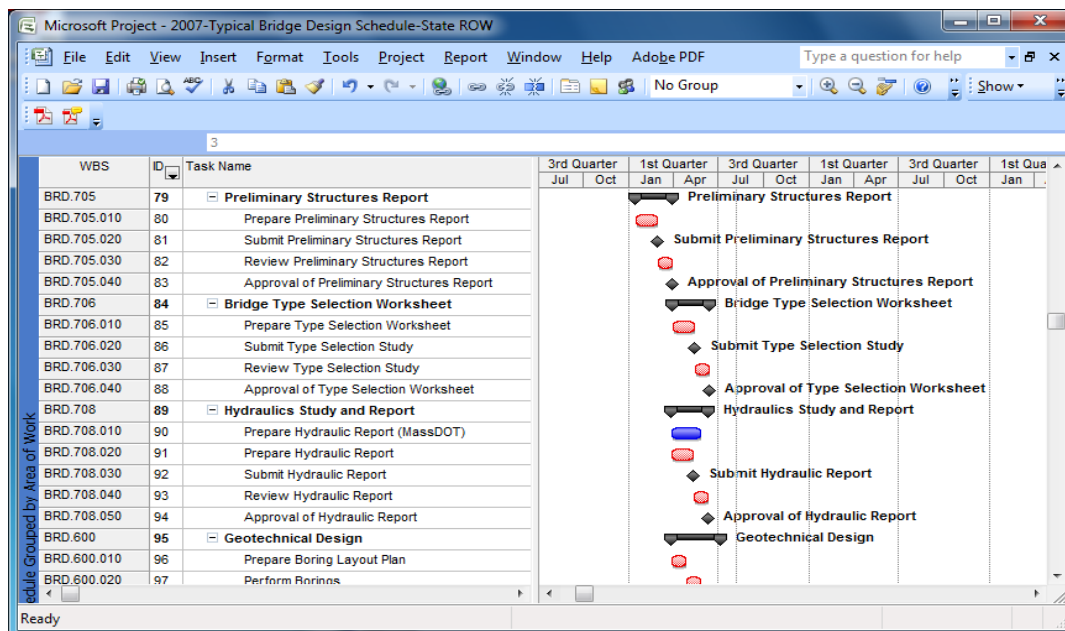 Microsoft Project - 2007-Typical Bridge Design Schedule-State ROW
File Edit View Insert Format Tools Project Report Window Help Adobe PDF Type a question for help
ABC No Group Show
3
WBS ID Task Name 3rd Quarter 1st Quarter 3rd Quarter 1st Quarter 3rd Quarter 1st Qua
Jul Oct Jan Apr Jul Oct Jan Apr Jul Oct Jan
BRD.705 79 Preliminary Structures Report Preliminary Structures Report
BRD.705.010 80 Prepare Preliminary Structures Report
BRD.705.020 81 Submit Preliminary Structures Report Submit Preliminary Structures Report
BRD.705.030 82 Review Preliminary Structures Report
BRD.705.040 83 Approval of Preliminary Structures Report Approval of Preliminary Structures Report
BRD.706 84 Bridge Type Selection Worksheet Bridge Type Selection Worksheet
BRD.706.010 85 Prepare Type Selection Worksheet
BRD.706.020 86 Submit Type Selection Study Submit Type Selection Study
BRD.706.030 87 Review Type Selection Study
BRD.706.040 88 Approval of Type Selection Worksheet Approval of Type Selection Worksheet
BRD.708 89 Hydraulics Study and Report Hydraulics Study and Report
BRD.708.010 90 Prepare Hydraulic Report (MassDOT)
BRD.708.020 91 Prepare Hydraulic Report
BRD.708.030 92 Submit Hydraulic Report Submit Hydraulic Report
BRD.708.040 93 Review Hydraulic Report
BRD.708.050 94 Approval of Hydraulic Report Approval of Hydraulic Report
BRD.600 95 Geotechnical Design Geotechnical Design
BRD.600.010 96 Prepare Boring Layout Plan
BRD.600.020 97 Perform Borings
edule Grouped by Area of Work
Ready